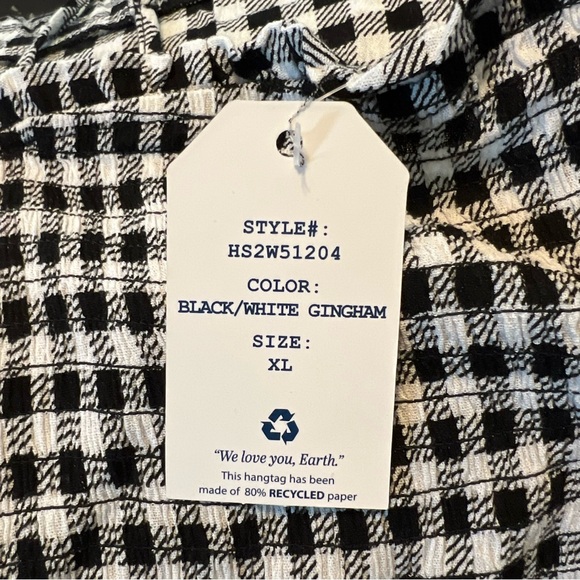 STYLE#:
HS2W51204
COLOR:
BLACK/WHITE GINGHAM
SIZE:
XL
“We love you, Earth.”
This hangtag has been
made of 80% RECYCLED paper